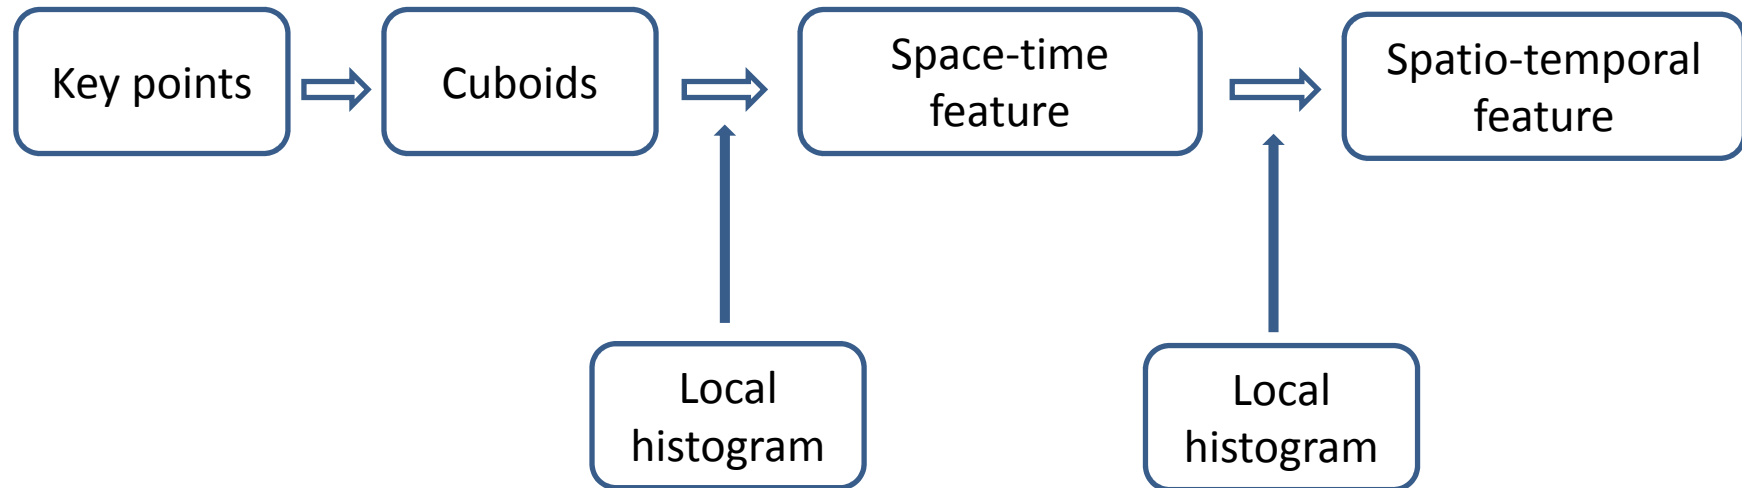 Key points
Cuboids
Space-time
feature
Spatio-temporal
feature
Local
histogram
Local
histogram